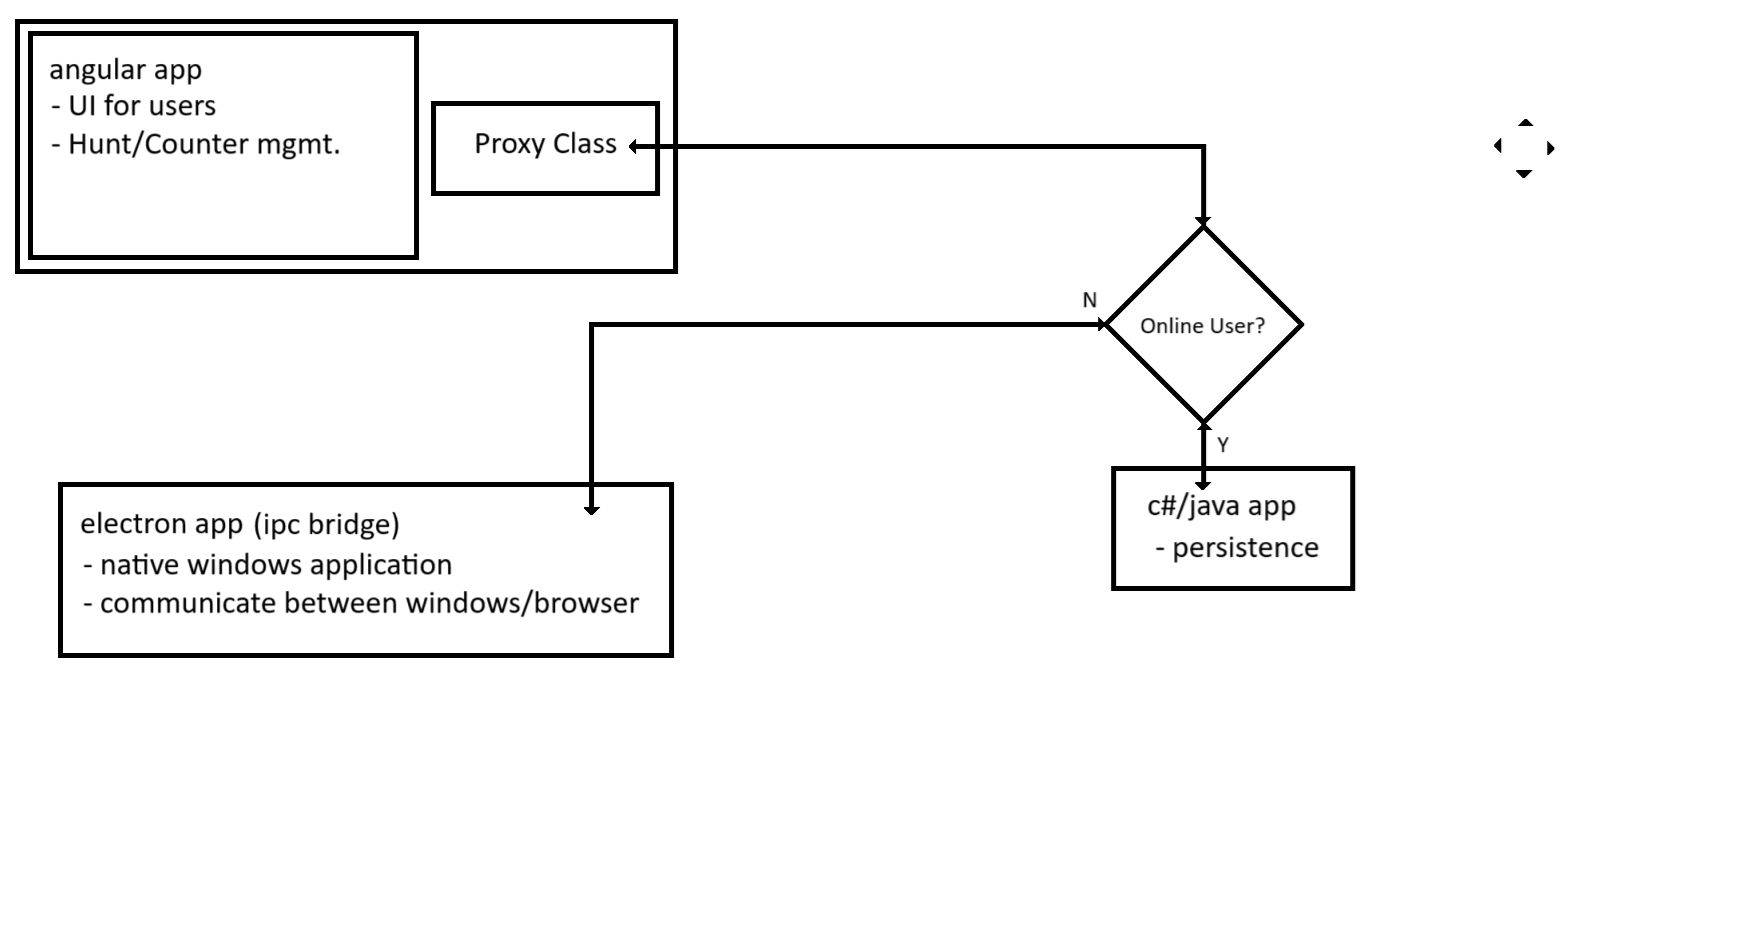 angular app
- UI for users
- Hunt/Counter mgmt.
Proxy Class
N
Online User?
Y
electron app (ipc bridge)
- native windows application
- communicate between windows/browser
c#/java app
- persistence